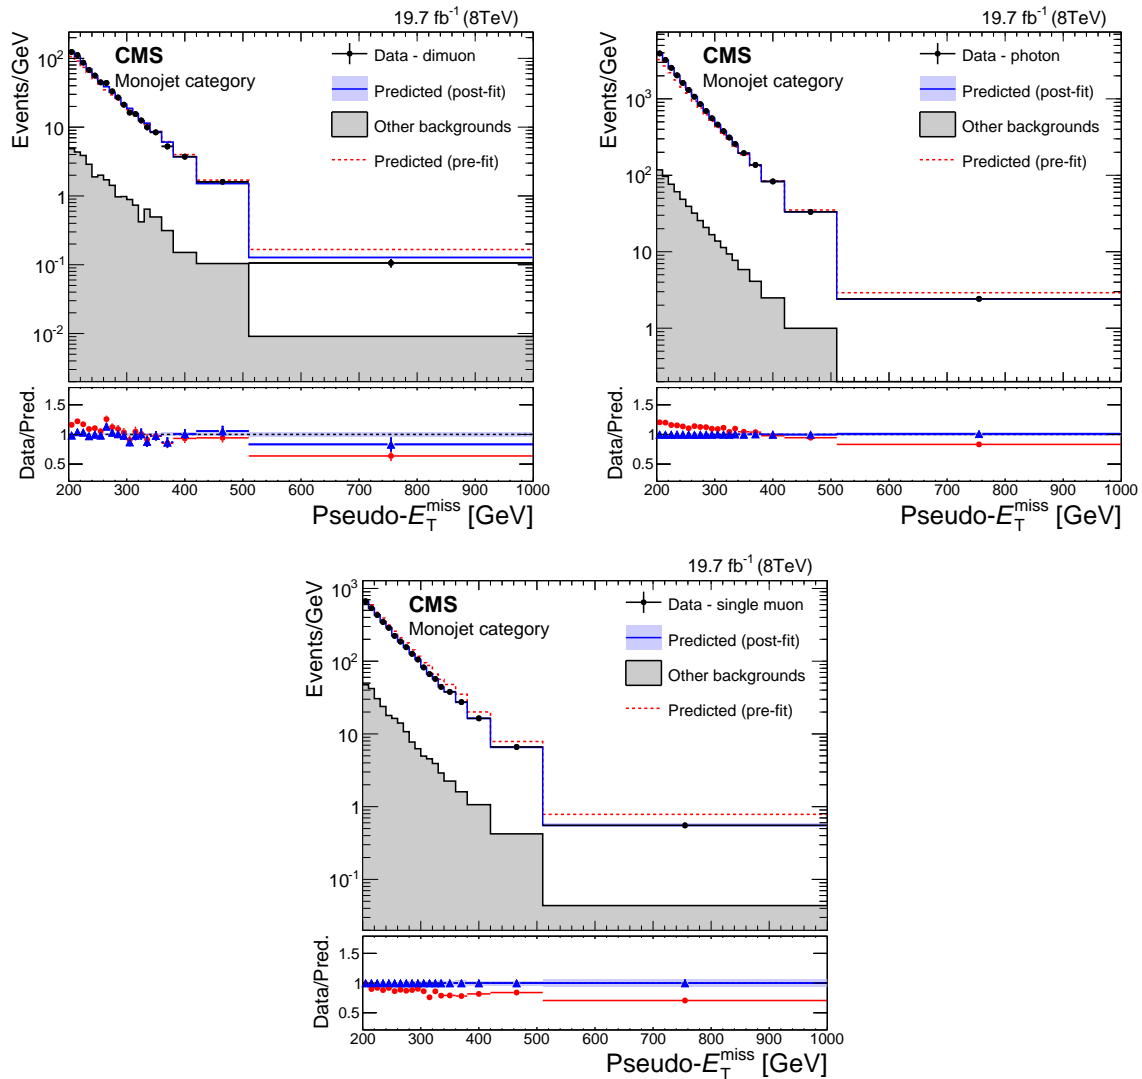 19.7 fb⁻¹ (8TeV)
CMS
Monojet category
Data - dimuon
Predicted (post-fit)
Other backgrounds
Predicted (pre-fit)
Events/GeV
10²
10
1
10⁻¹
10⁻²
Data/Pred.
1.5
1
0.5
200 300 400 500 600 700 800 900 1000
Pseudo-E_T^miss [GeV]
19.7 fb⁻¹ (8TeV)
CMS
Monojet category
Data - photon
Predicted (post-fit)
Other backgrounds
Predicted (pre-fit)
Events/GeV
10³
10²
10
1
Data/Pred.
1.5
1
0.5
200 300 400 500 600 700 800 900 1000
Pseudo-E_T^miss [GeV]
19.7 fb⁻¹ (8TeV)
CMS
Monojet category
Data - single muon
Predicted (post-fit)
Other backgrounds
Predicted (pre-fit)
Events/GeV
10³
10²
10
1
10⁻¹
Data/Pred.
1.5
1
0.5
200 300 400 500 600 700 800 900 1000
Pseudo-E_T^miss [GeV]